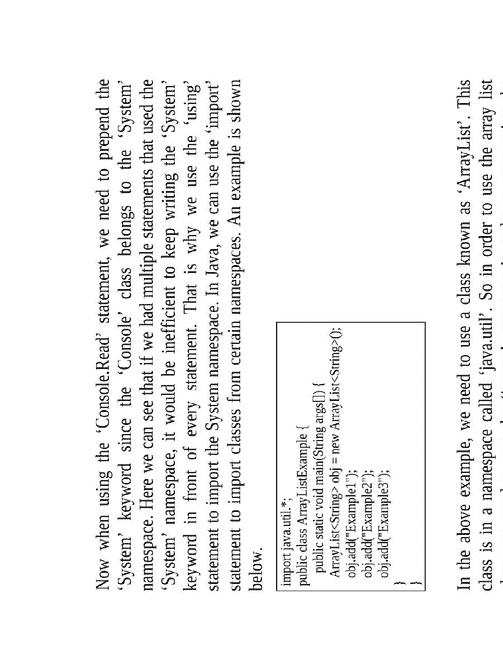 Now when using the ‘Console.Read’ statement, we need to prepend the
‘System’ keyword since the ‘Console’ class belongs to the ‘System’
namespace. Here we can see that if we had multiple statements that used the
‘System’ namespace, it would be inefficient to keep writing the ‘System’
keyword in front of every statement. That is why we use the ‘using’
statement to import the System namespace. In Java, we can use the ‘import’
statement to import classes from certain namespaces. An example is shown
below.
import java.util.*;
public class ArrayListExample {
public static void main(String args[]) {
ArrayList<String> obj = new ArrayList<String>();
obj.add("Example1");
obj.add("Example2");
obj.add("Example3");
}
}
In the above example, we need to use a class known as ‘ArrayList’. This
class is in a namespace called ‘java.util’. So in order to use the array list